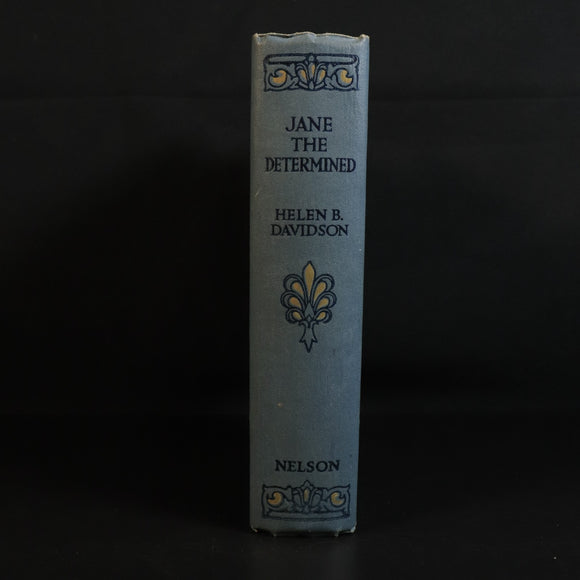 JANE
THE
DETERMINED
HELEN B.
DAVIDSON
NELSON